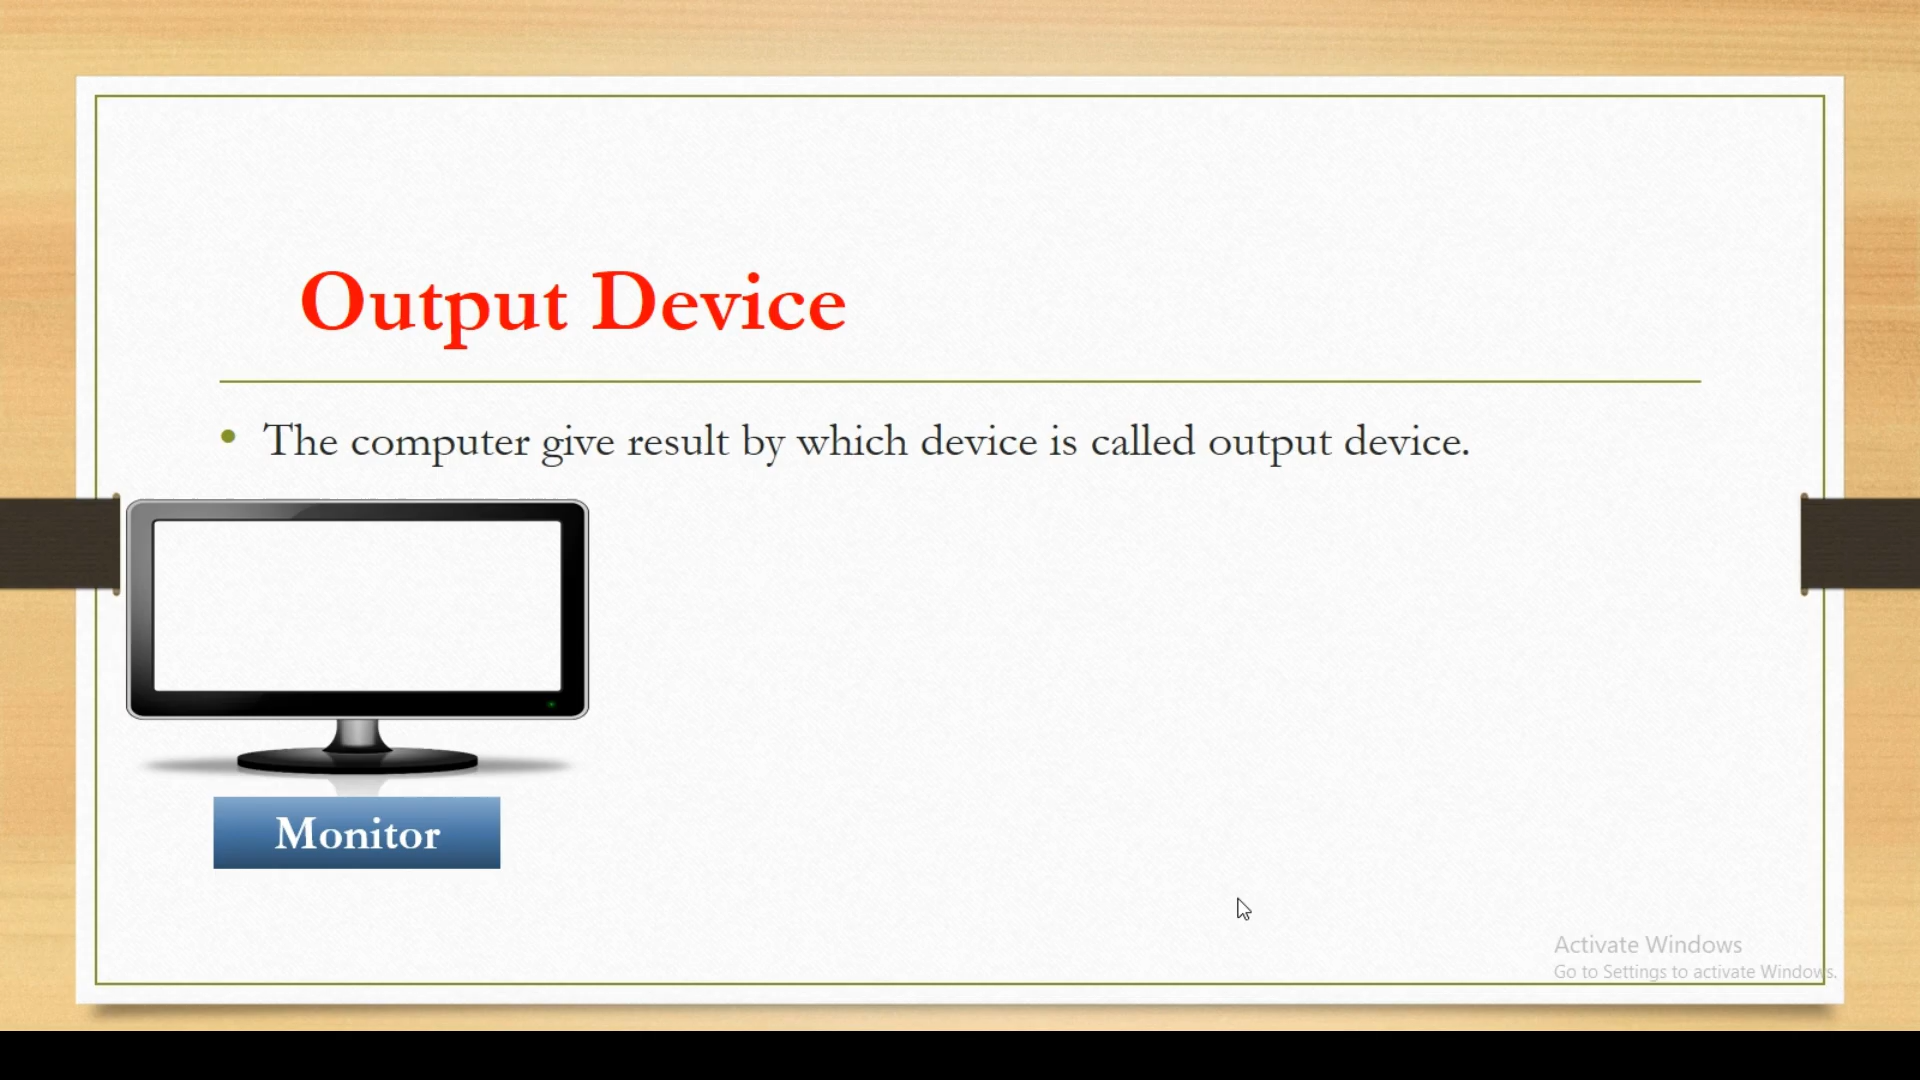 Output Device
• The computer give result by which device is called output device.
Monitor
Activate Windows
Go to Settings to activate Windows.